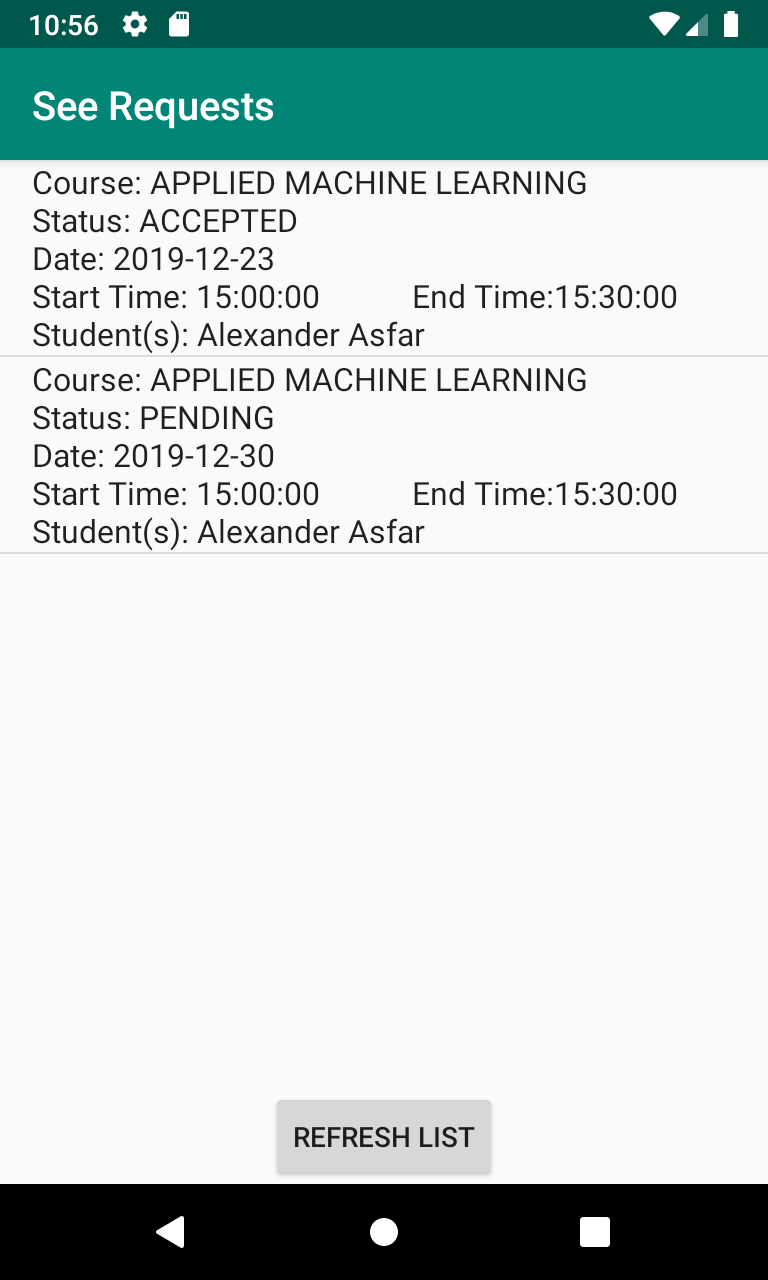 10:56
See Requests
Course: APPLIED MACHINE LEARNING
Status: ACCEPTED
Date: 2019-12-23
Start Time: 15:00:00 End Time:15:30:00
Student(s): Alexander Asfar
Course: APPLIED MACHINE LEARNING
Status: PENDING
Date: 2019-12-30
Start Time: 15:00:00 End Time:15:30:00
Student(s): Alexander Asfar
REFRESH LIST